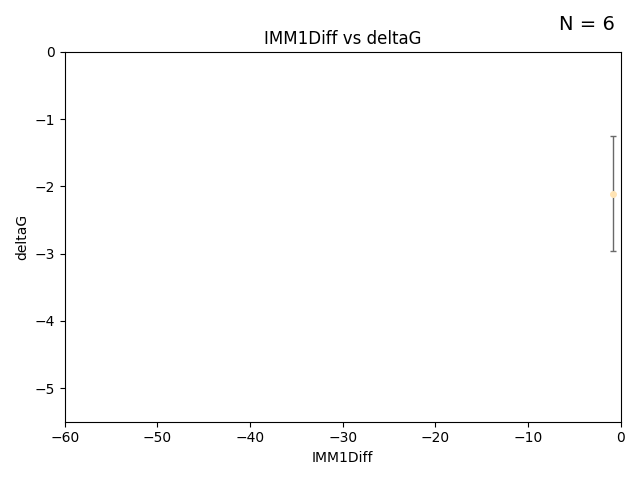 N = 6
IMM1Diff vs deltaG
0
−1
−2
−3
−4
−5
deltaG
−60 −50 −40 −30 −20 −10 0
IMM1Diff